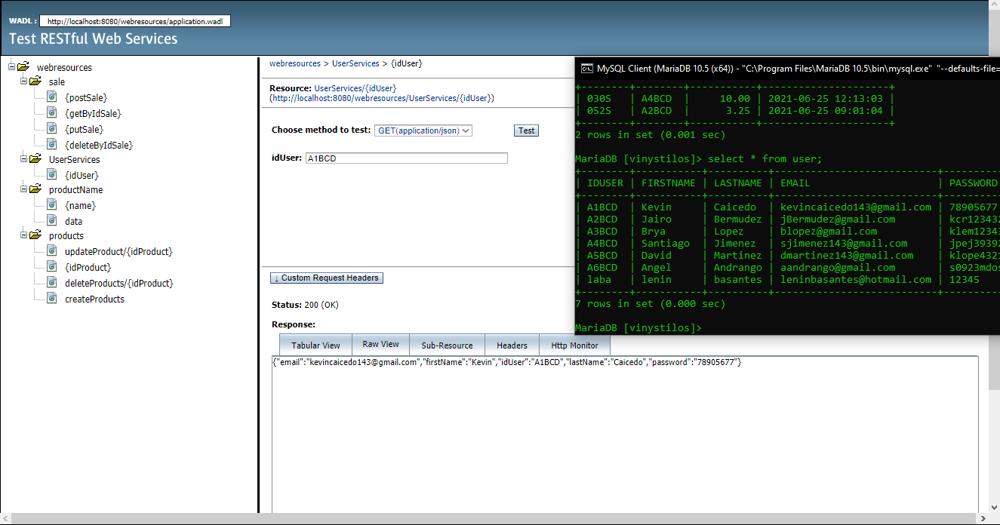 WADL : http://localhost:8080/webresources/application.wadl
Test RESTful Web Services
webresources
sale
{postSale}
{getByIdSale}
{putSale}
{deleteByIdSale}
UserServices
{idUser}
productName
{name}
data
products
updateProduct/{idProduct}
{idProduct}
deleteProducts/{idProduct}
createProducts
webresources > UserServices > {idUser}
Resource: UserServices/{idUser}
(http://localhost:8080/webresources/UserServices/{idUser})
Choose method to test: GET(application/json) Test
idUser: A1BCD
↓ Custom Request Headers
Status: 200 (OK)
Response:
Tabular View Raw View Sub-Resource Headers Http Monitor
{"email":"kevincaicedo143@gmail.com","firstName":"Kevin","idUser":"A1BCD","lastName":"Caicedo","password":"78905677"}
MySQL Client (MariaDB 10.5 (x64)) - "C:\Program Files\MariaDB 10.5\bin\mysql.exe" "--defaults-file=
+--------+---------+-----------+---------------------+
| 030S | A4BCD | 10.00 | 2021-06-25 12:13:03 |
| 052S | A2BCD | 3.25 | 2021-06-25 09:01:04 |
+--------+---------+-----------+---------------------+
2 rows in set (0.001 sec)
MariaDB [vinystilos]> select * from user;
| IDUSER | FIRSTNAME | LASTNAME | EMAIL | PASSWORD
| A1BCD | Kevin | Caicedo | kevincaicedo143@gmail.com | 78905677
| A2BCD | Jairo | Bermudez | jBermudez@gmail.com | kcr123432
| A3BCD | Brya | Lopez | blopez@gmail.com | klem12343
| A4BCD | Santiago | Jimenez | sjimenez143@gmail.com | jpej39392
| A5BCD | David | Martinez | dmartinez143@gmail.com | klope4321
| A6BCD | Angel | Andrango | aandrango@gmail.com | s0923mdos
| laba | lenin | basantes | leninbasantes@hotmail.com | 12345
7 rows in set (0.000 sec)
MariaDB [vinystilos]>